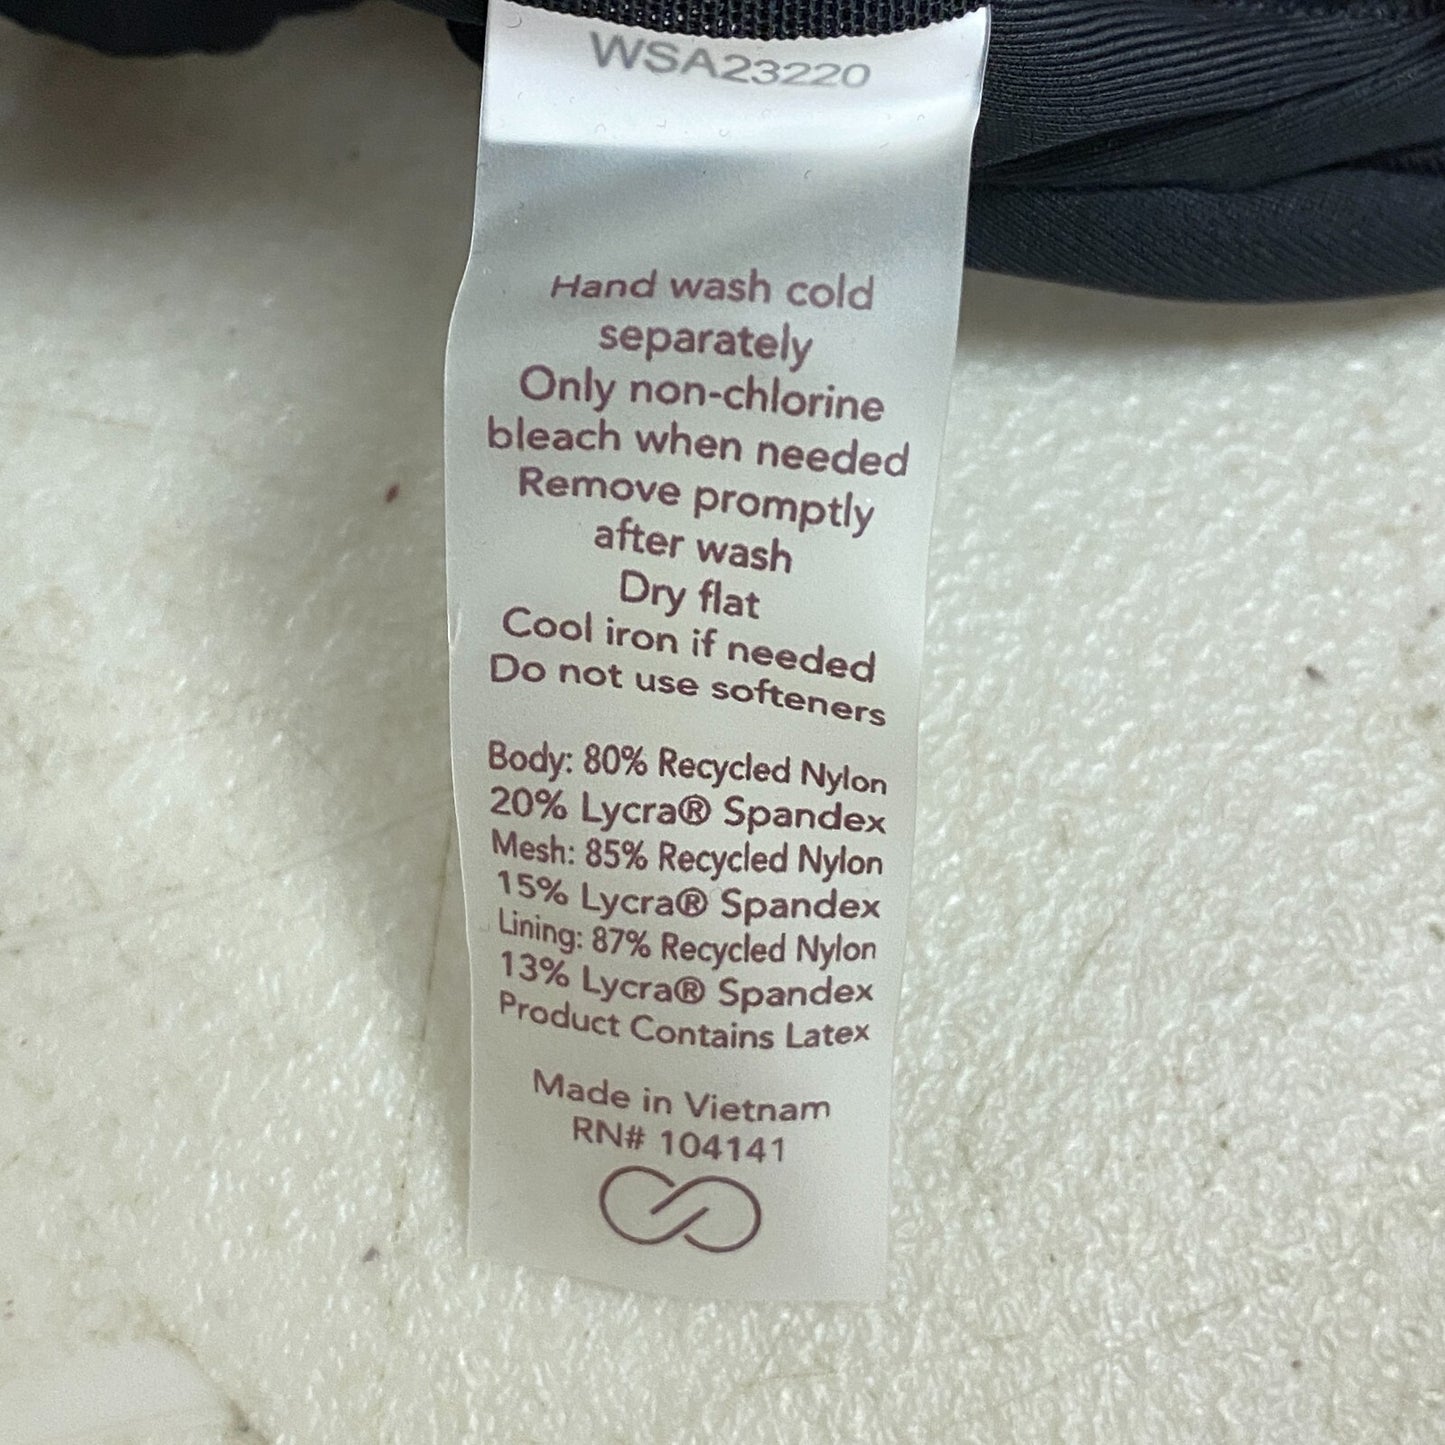 WSA23220
Hand wash cold
separately
Only non-chlorine
bleach when needed
Remove promptly
after wash
Dry flat
Cool iron if needed
Do not use softeners
Body: 80% Recycled Nylon
20% Lycra® Spandex
Mesh: 85% Recycled Nylon
15% Lycra® Spandex
Lining: 87% Recycled Nylon
13% Lycra® Spandex
Product Contains Latex
Made in Vietnam
RN# 104141